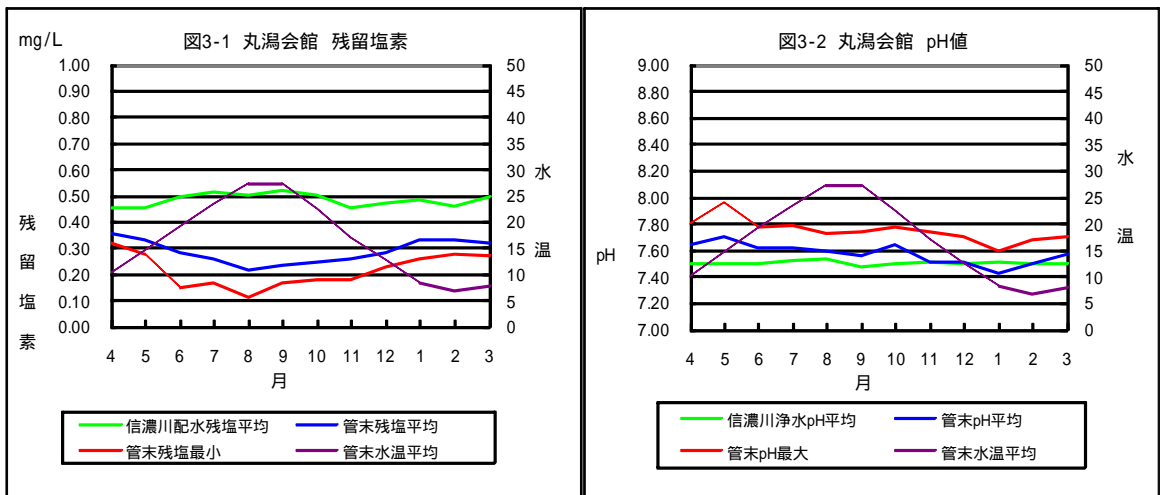 図3-1 丸潟会館 残留塩素
mg/L
1.00
0.90
0.80
0.70
0.60
0.50
0.40
0.30
0.20
0.10
0.00
残留塩素
50
45
40
35
30
25
20
15
10
5
0
水温
4 5 6 7 8 9 10 11 12 1 2 3
月
信濃川配水残塩平均 管末残塩平均
管末残塩最小 管末水温平均
図3-2 丸潟会館 pH値
9.00
8.80
8.60
8.40
8.20
8.00
7.80
7.60
7.40
7.20
7.00
pH
50
45
40
35
30
25
20
15
10
5
0
水温
4 5 6 7 8 9 10 11 12 1 2 3
月
信濃川浄水pH平均 管末pH平均
管末pH最大 管末水温平均